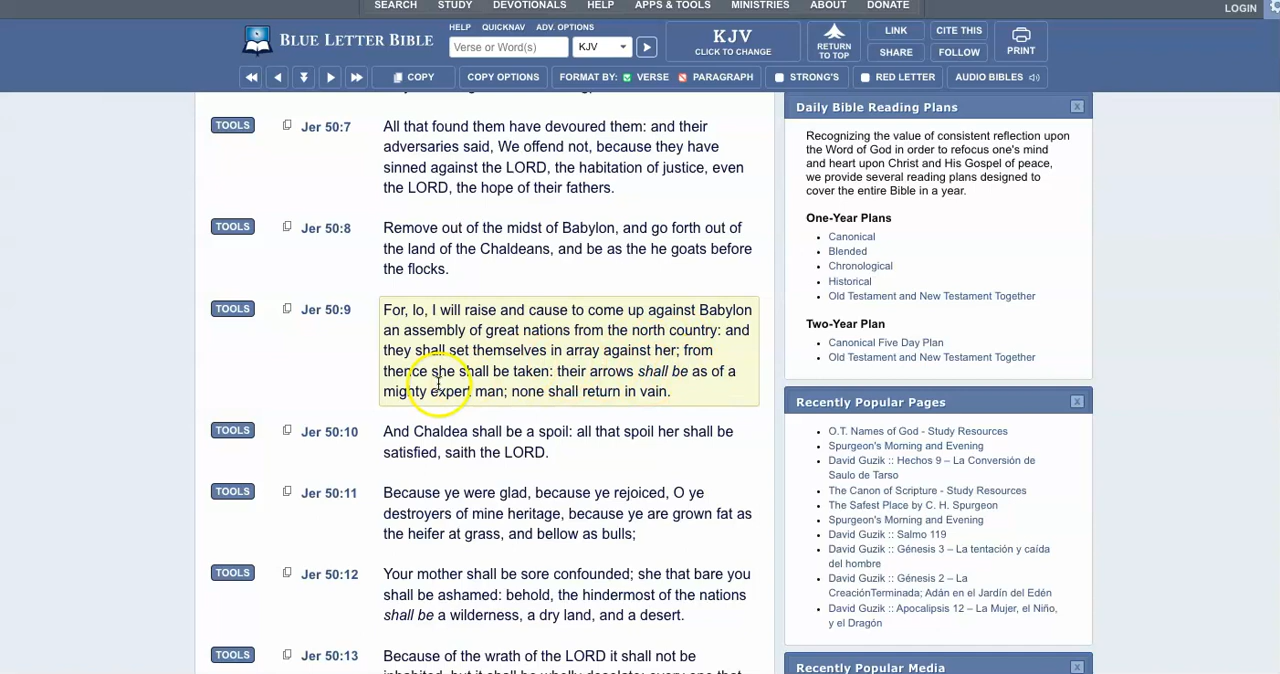 SEARCH STUDY DEVOTIONALS HELP APPS & TOOLS MINISTRIES ABOUT DONATE LOGIN
BLUE LETTER BIBLE
HELP QUICKNAV ADV. OPTIONS
Verse or Word(s) KJV
KJV
CLICK TO CHANGE
RETURN
TO TOP
LINK CITE THIS
SHARE FOLLOW
PRINT
COPY COPY OPTIONS FORMAT BY: VERSE PARAGRAPH STRONG'S RED LETTER AUDIO BIBLES
TOOLS Jer 50:7 All that found them have devoured them: and their
adversaries said, We offend not, because they have
sinned against the LORD, the habitation of justice, even
the LORD, the hope of their fathers.
TOOLS Jer 50:8 Remove out of the midst of Babylon, and go forth out of
the land of the Chaldeans, and be as the he goats before
the flocks.
TOOLS Jer 50:9 For, lo, I will raise and cause to come up against Babylon
an assembly of great nations from the north country: and
they shall set themselves in array against her; from
thence she shall be taken: their arrows shall be as of a
mighty expert man; none shall return in vain.
TOOLS Jer 50:10 And Chaldea shall be a spoil: all that spoil her shall be
satisfied, saith the LORD.
TOOLS Jer 50:11 Because ye were glad, because ye rejoiced, O ye
destroyers of mine heritage, because ye are grown fat as
the heifer at grass, and bellow as bulls;
TOOLS Jer 50:12 Your mother shall be sore confounded; she that bare you
shall be ashamed: behold, the hindermost of the nations
shall be a wilderness, a dry land, and a desert.
TOOLS Jer 50:13 Because of the wrath of the LORD it shall not be
Daily Bible Reading Plans
Recognizing the value of consistent reflection upon
the Word of God in order to refocus one's mind
and heart upon Christ and His Gospel of peace,
we provide several reading plans designed to
cover the entire Bible in a year.
One-Year Plans
Canonical
Blended
Chronological
Historical
Old Testament and New Testament Together
Two-Year Plan
Canonical Five Day Plan
Old Testament and New Testament Together
Recently Popular Pages
O.T. Names of God - Study Resources
Spurgeon's Morning and Evening
David Guzik :: Hechos 9 – La Conversión de
Saulo de Tarso
The Canon of Scripture - Study Resources
The Safest Place by C. H. Spurgeon
Spurgeon's Morning and Evening
David Guzik :: Salmo 119
David Guzik :: Génesis 3 – La tentación y caída
del hombre
David Guzik :: Génesis 2 – La
CreaciónTerminada; Adán en el Jardín del Edén
David Guzik :: Apocalipsis 12 – La Mujer, el Niño,
y el Dragón
Recently Popular Media